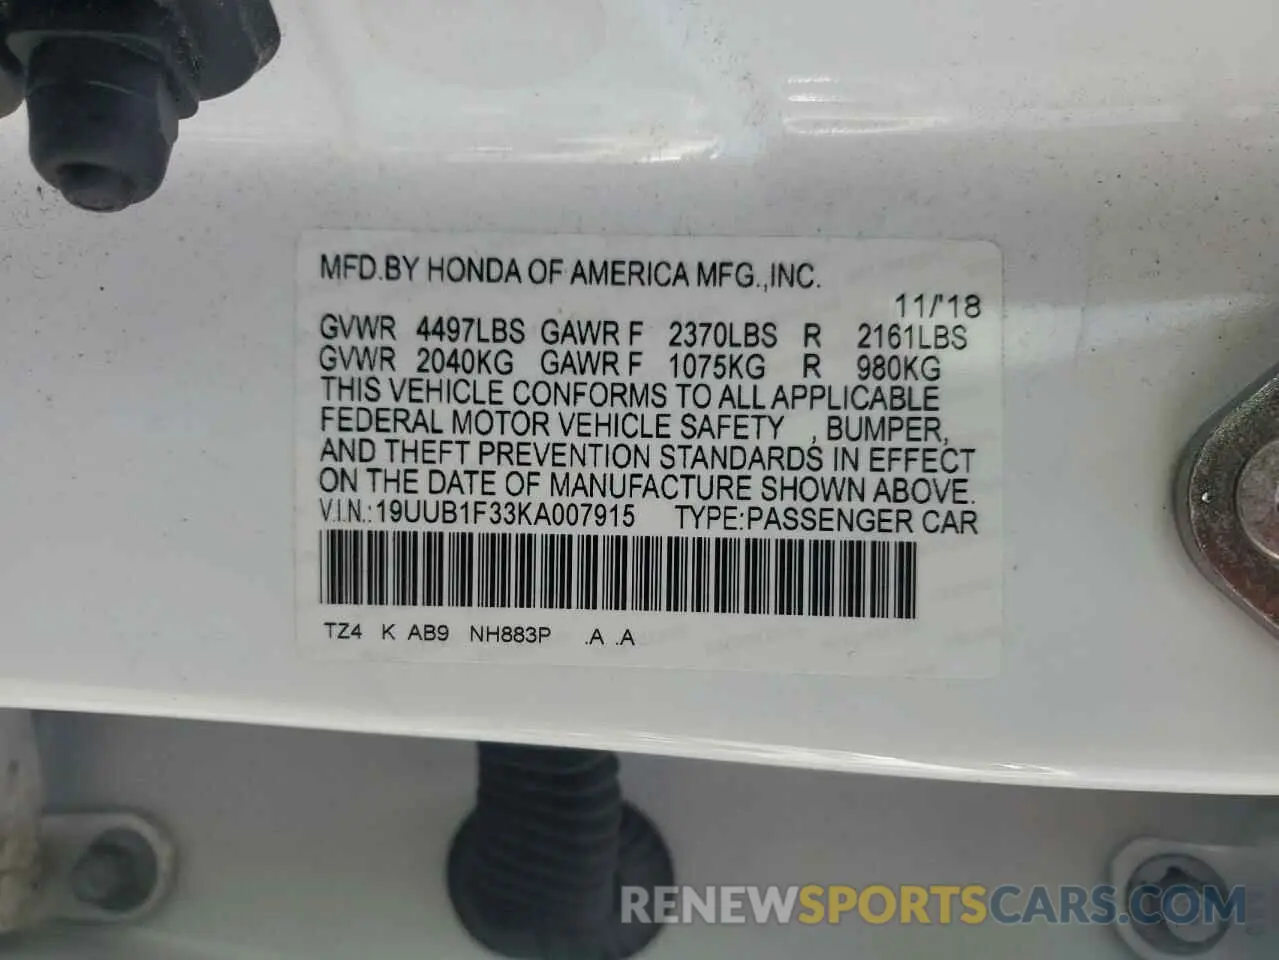 MFD.BY HONDA OF AMERICA MFG.,INC.
11/'18
GVWR 4497LBS GAWR F 2370LBS R 2161LBS
GVWR 2040KG GAWR F 1075KG R 980KG
THIS VEHICLE CONFORMS TO ALL APPLICABLE
FEDERAL MOTOR VEHICLE SAFETY , BUMPER,
AND THEFT PREVENTION STANDARDS IN EFFECT
ON THE DATE OF MANUFACTURE SHOWN ABOVE.
V.I.N.:19UUB1F33KA007915 TYPE:PASSENGER CAR
TZ4 K AB9 NH883P .A .A
RENEWSPORTSCARS.COM